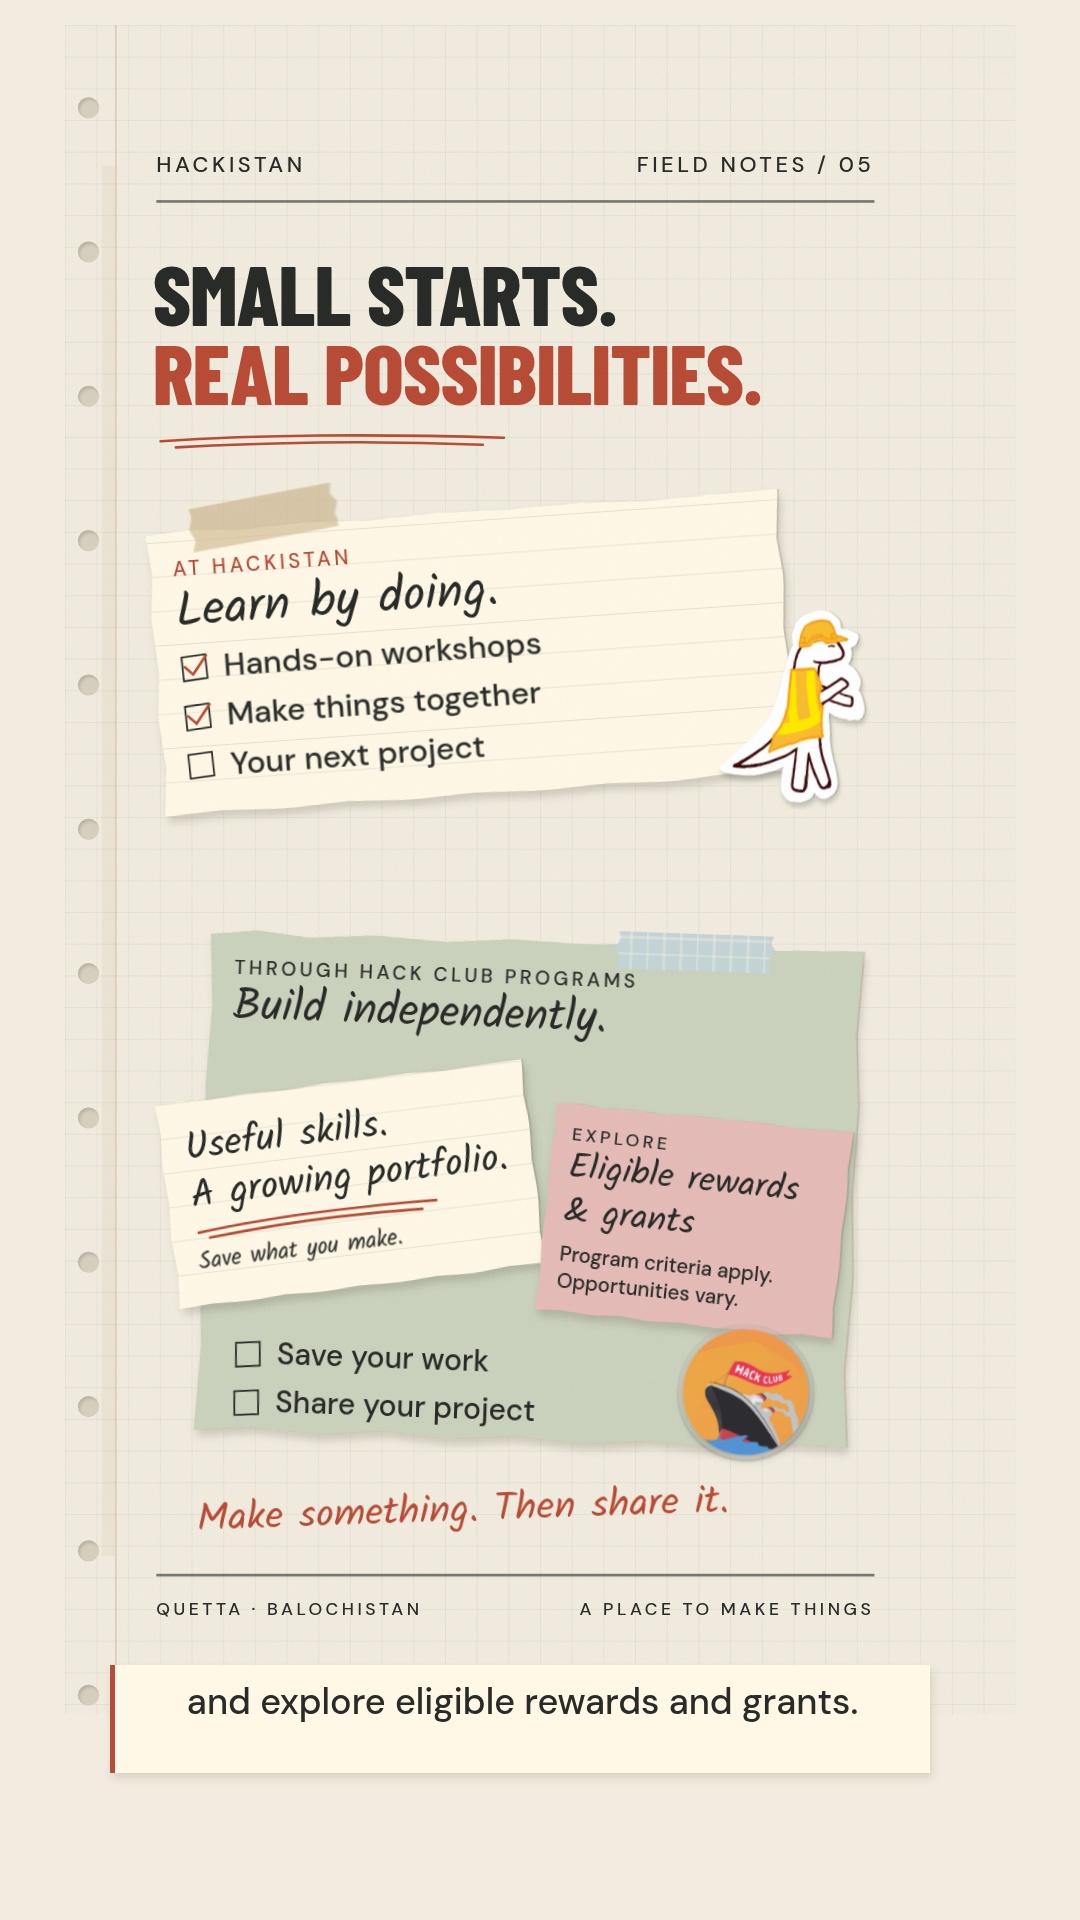 HACKISTAN
FIELD NOTES / 05
SMALL STARTS.
REAL POSSIBILITIES.
AT HACKISTAN
Learn by doing.
Hands-on workshops
Make things together
Your next project
THROUGH HACK CLUB PROGRAMS
Build independently.
Useful skills.
A growing portfolio.
Save what you make.
EXPLORE
Eligible rewards
& grants
Program criteria apply.
Opportunities vary.
Save your work
Share your project
HACK CLUB
Make something. Then share it.
QUETTA · BALOCHISTAN
A PLACE TO MAKE THINGS
and explore eligible rewards and grants.